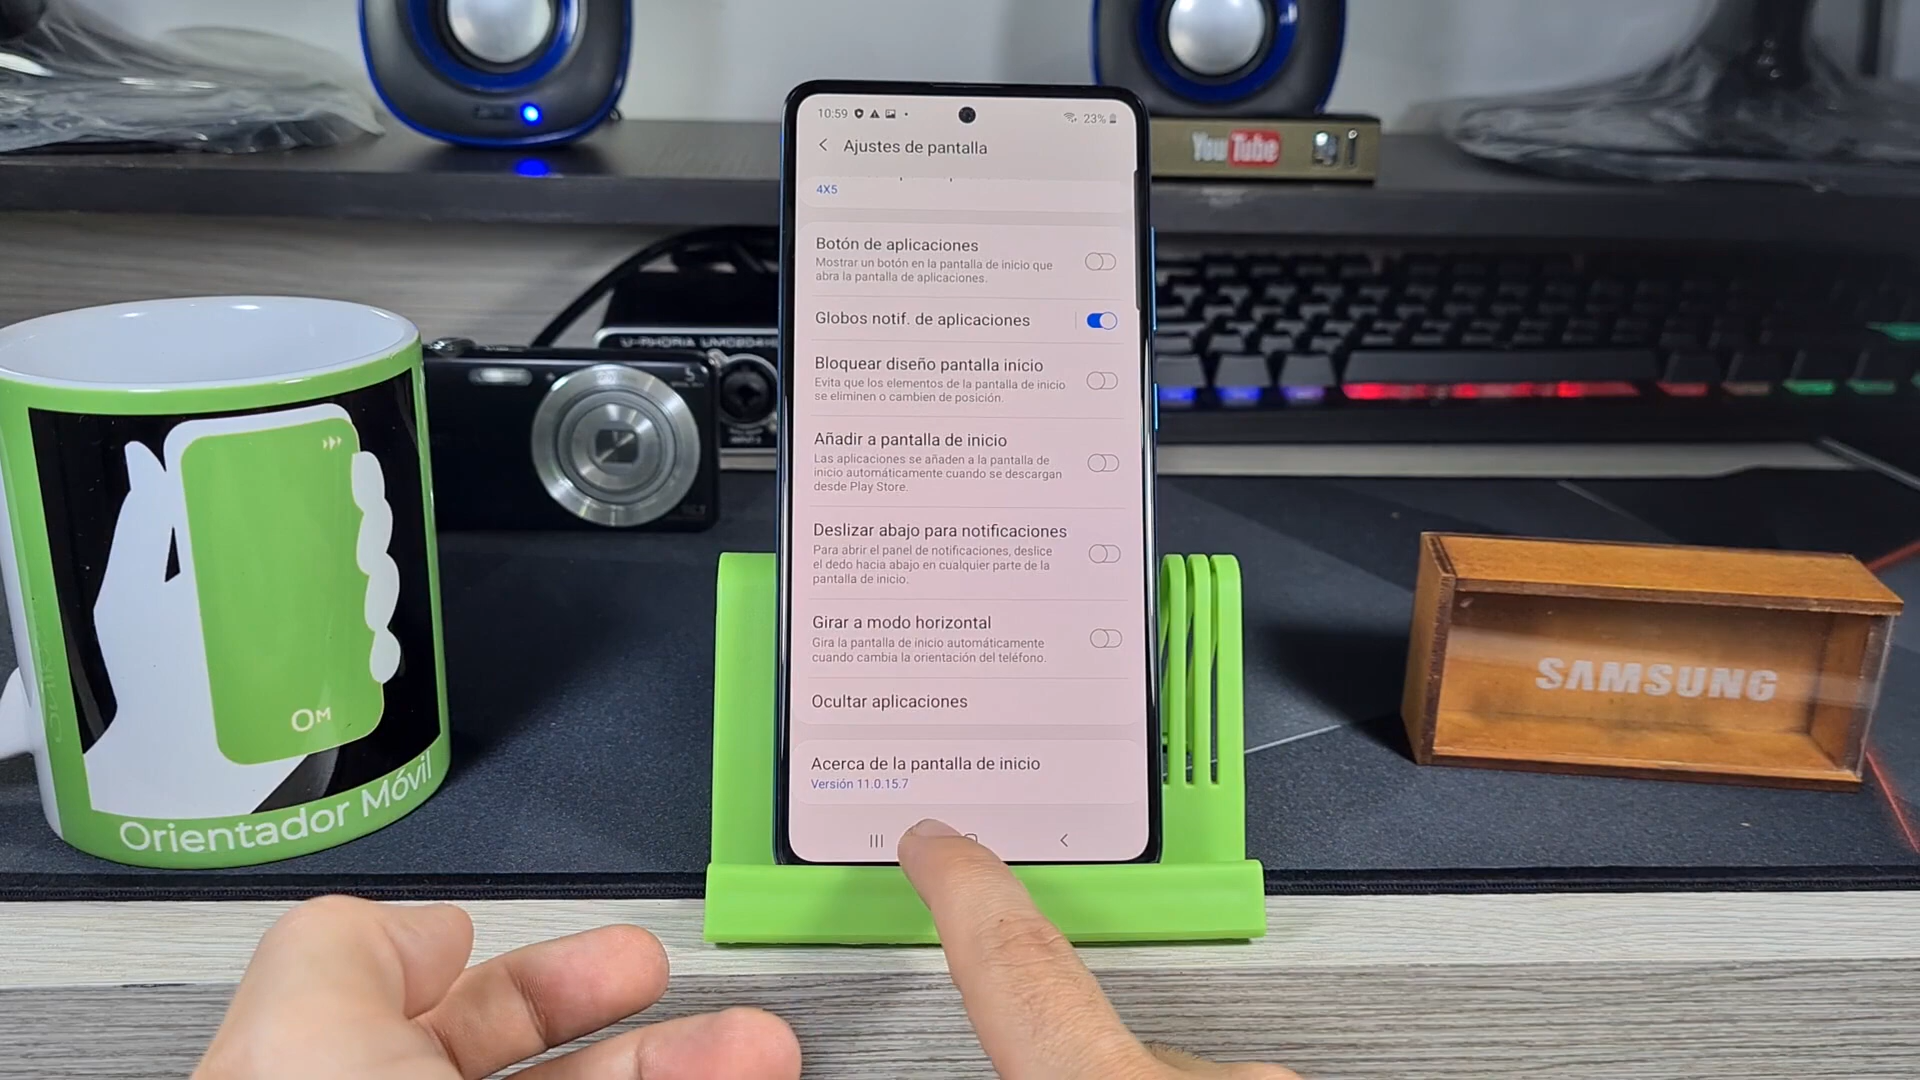 10:59
23%
Ajustes de pantalla
4X5
Botón de aplicaciones
Mostrar un botón en la pantalla de inicio que
abra la pantalla de aplicaciones.
Globos notif. de aplicaciones
Bloquear diseño pantalla inicio
Evita que los elementos de la pantalla de inicio
se eliminen o cambien de posición.
Añadir a pantalla de inicio
Las aplicaciones se añaden a la pantalla de
inicio automáticamente cuando se descargan
desde Play Store.
Deslizar abajo para notificaciones
Para abrir el panel de notificaciones, deslice
el dedo hacia abajo en cualquier parte de la
pantalla de inicio.
Girar a modo horizontal
Gira la pantalla de inicio automáticamente
cuando cambia la orientación del teléfono.
Ocultar aplicaciones
Acerca de la pantalla de inicio
Versión 11.0.15.7
YouTube
U-PHORIA
OM
Orientador Móvil
SAMSUNG